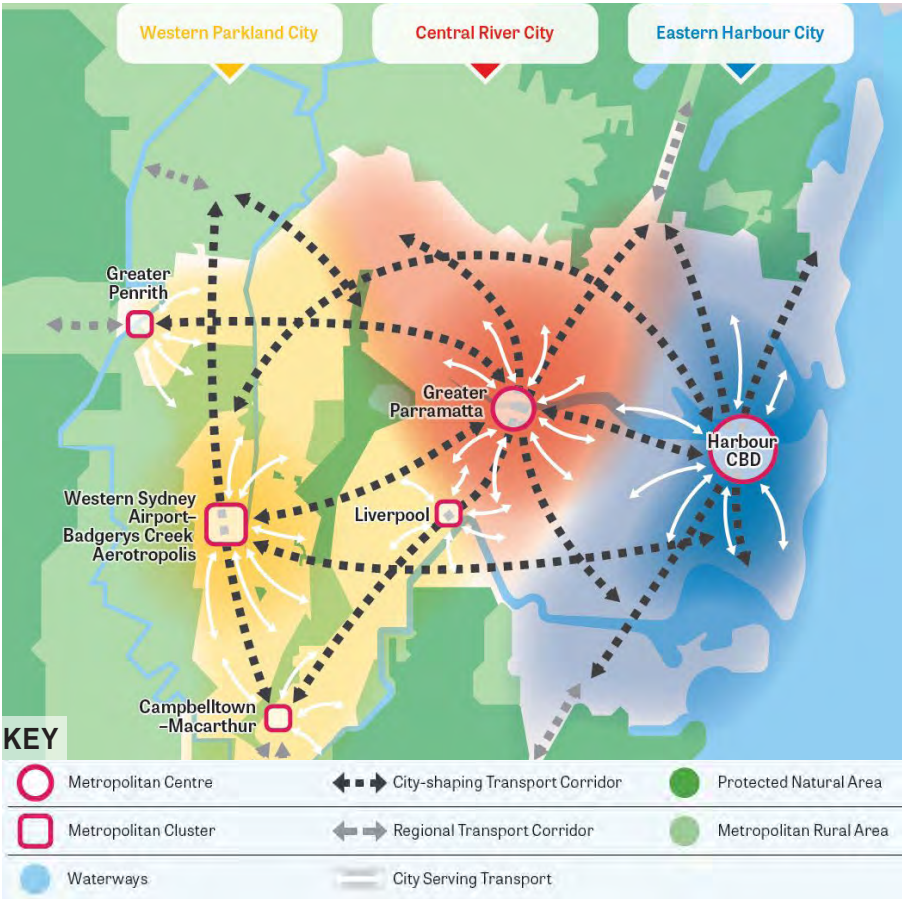 Western Parkland City
Central River City
Eastern Harbour City
Greater
Penrith
Greater
Parramatta
Harbour
CBD
Western Sydney
Airport–
Badgerys Creek
Aerotropolis
Liverpool
Campbelltown
–Macarthur
KEY
Metropolitan Centre
City-shaping Transport Corridor
Protected Natural Area
Metropolitan Cluster
Regional Transport Corridor
Metropolitan Rural Area
Waterways
City Serving Transport